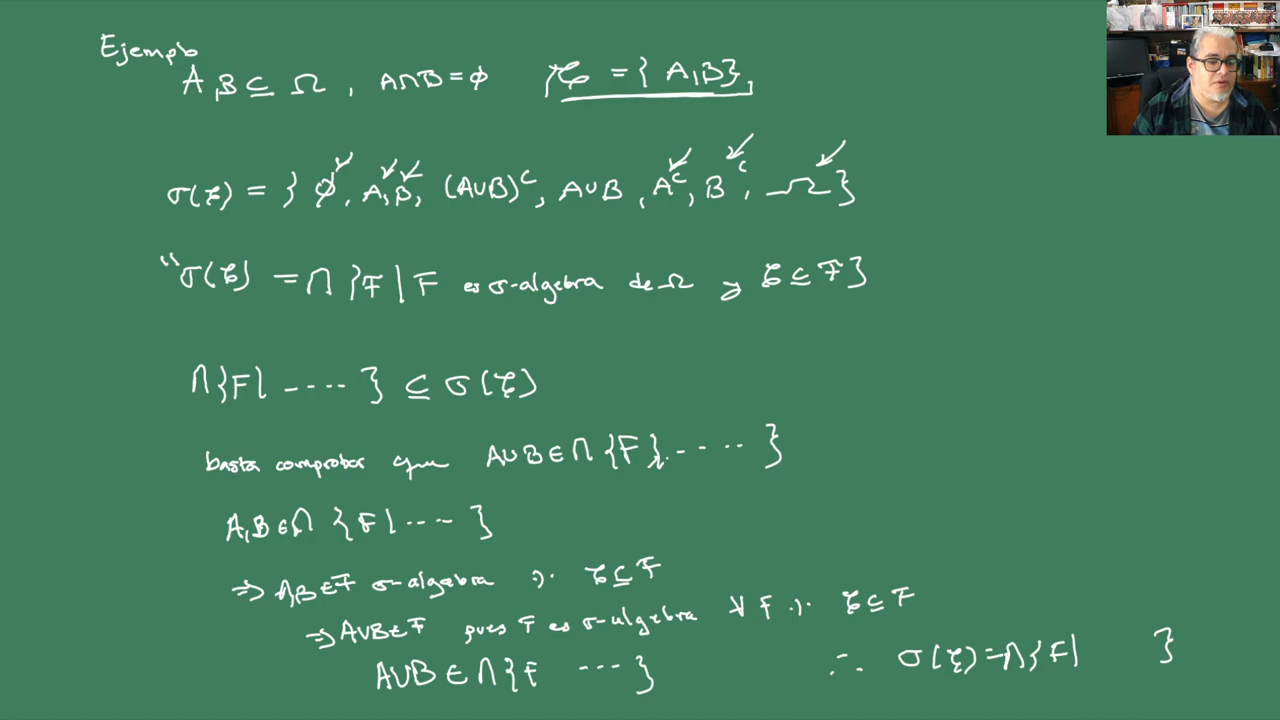 Ejemplo
A,B ⊆ Ω , A∩B = ϕ 𝒞 = { A,B},
σ(𝒞) = { ϕ, A,B, (A∪B)ᶜ, A∪B , Aᶜ, Bᶜ, Ω }
"σ(𝒞) = ∩ {F | F es σ-algebra de Ω y 𝒞 ⊆ F}
∩{F| ---- } ⊆ σ(𝒞)
basta comprobar que A∪B ∈ ∩ {F |..... }
A,B ∈ ∩ {F| ---- }
⇒ A,B ∈ F σ-algebra ∴ 𝒞 ⊆ F
⇒ A∪B ∈ F pues F es σ-algebra ∀ F ∴ 𝒞 ⊆ F
A∪B ∈ ∩{F --- }
∴ σ(𝒞) = ∩{F| }